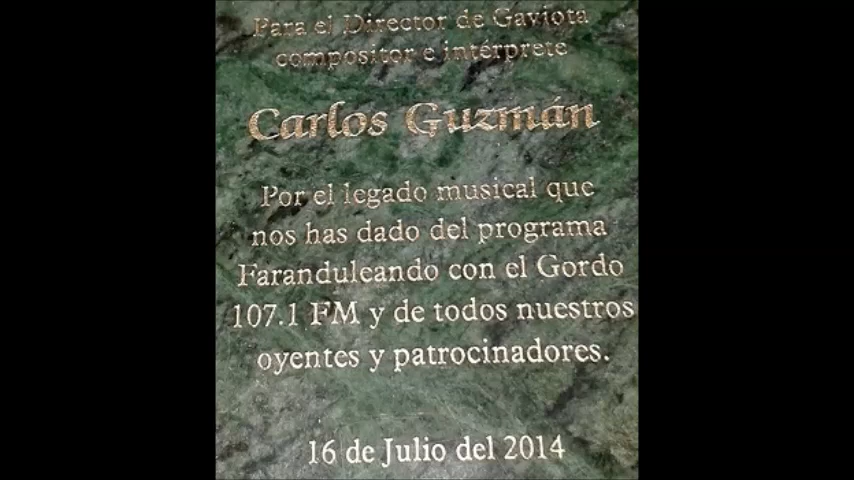 Para el Director de Gaviota
compositor e intérprete
Carlos Guzmán
Por el legado musical que
nos has dado del programa
Faranduleando con el Gordo
107.1 FM y de todos nuestros
oyentes y patrocinadores.
16 de Julio del 2014